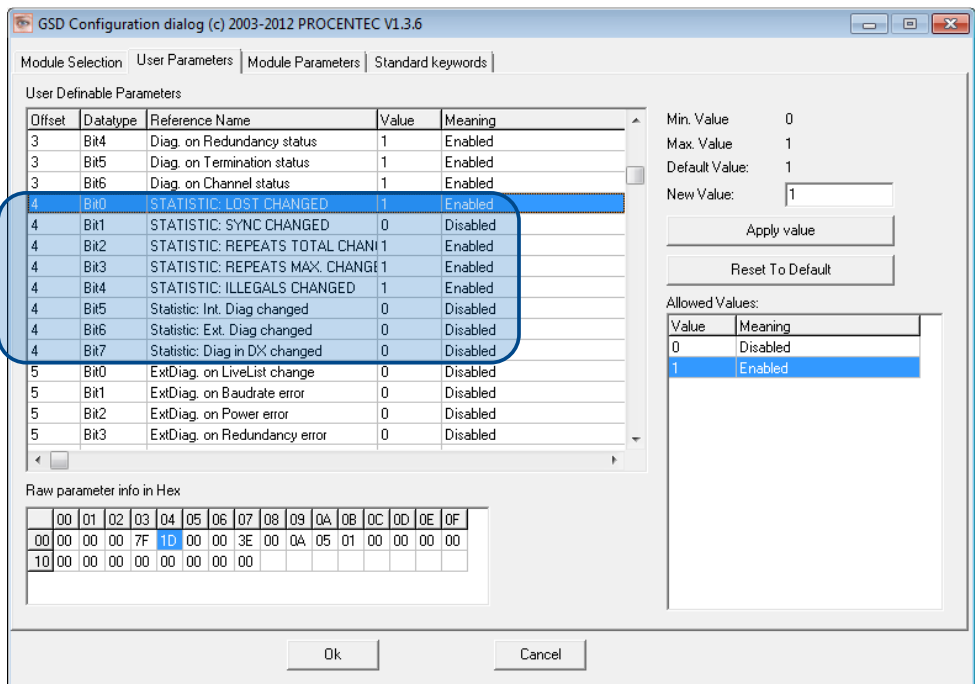 GSD Configuration dialog (c) 2003-2012 PROCENTEC V1.3.6
Module Selection User Parameters Module Parameters Standard keywords
User Definable Parameters
Offset Datatype Reference Name Value Meaning
3 Bit4 Diag. on Redundancy status 1 Enabled
3 Bit5 Diag. on Termination status 1 Enabled
3 Bit6 Diag. on Channel status 1 Enabled
4 Bit0 STATISTIC: LOST CHANGED 1 Enabled
4 Bit1 STATISTIC: SYNC CHANGED 0 Disabled
4 Bit2 STATISTIC: REPEATS TOTAL CHAN 1 Enabled
4 Bit3 STATISTIC: REPEATS MAX. CHANGE 1 Enabled
4 Bit4 STATISTIC: ILLEGALS CHANGED 1 Enabled
4 Bit5 Statistic: Int. Diag changed 0 Disabled
4 Bit6 Statistic: Ext. Diag changed 0 Disabled
4 Bit7 Statistic: Diag in DX changed 0 Disabled
5 Bit0 ExtDiag. on LiveList change 0 Disabled
5 Bit1 ExtDiag. on Baudrate error 0 Disabled
5 Bit2 ExtDiag. on Power error 0 Disabled
5 Bit3 ExtDiag. on Redundancy error 0 Disabled
Min. Value 0
Max. Value 1
Default Value: 1
New Value: 1
Apply value
Reset To Default
Allowed Values:
Value Meaning
0 Disabled
1 Enabled
Raw parameter info in Hex
00 01 02 03 04 05 06 07 08 09 0A 0B 0C 0D 0E 0F
00 00 00 00 7F 1D 00 00 3E 00 0A 05 01 00 00 00 00
10 00 00 00 00 00 00 00 00
Ok Cancel